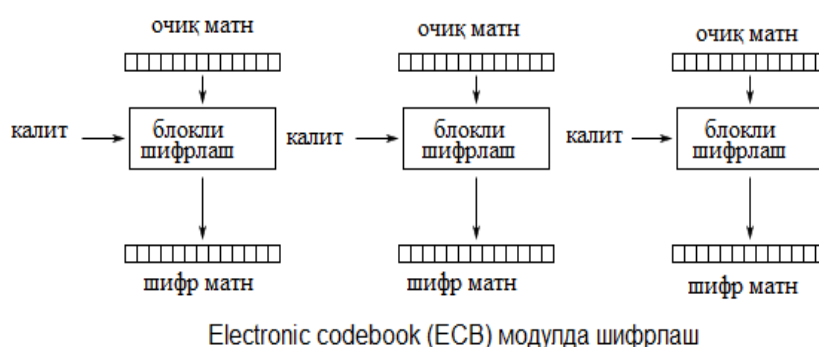 очиқ матн
очиқ матн
очиқ матн
калит
блокли
шифрлаш
калит
блокли
шифрлаш
калит
блокли
шифрлаш
шифр матн
шифр матн
шифр матн
Electronic codebook (ECB) модулда шифрлаш